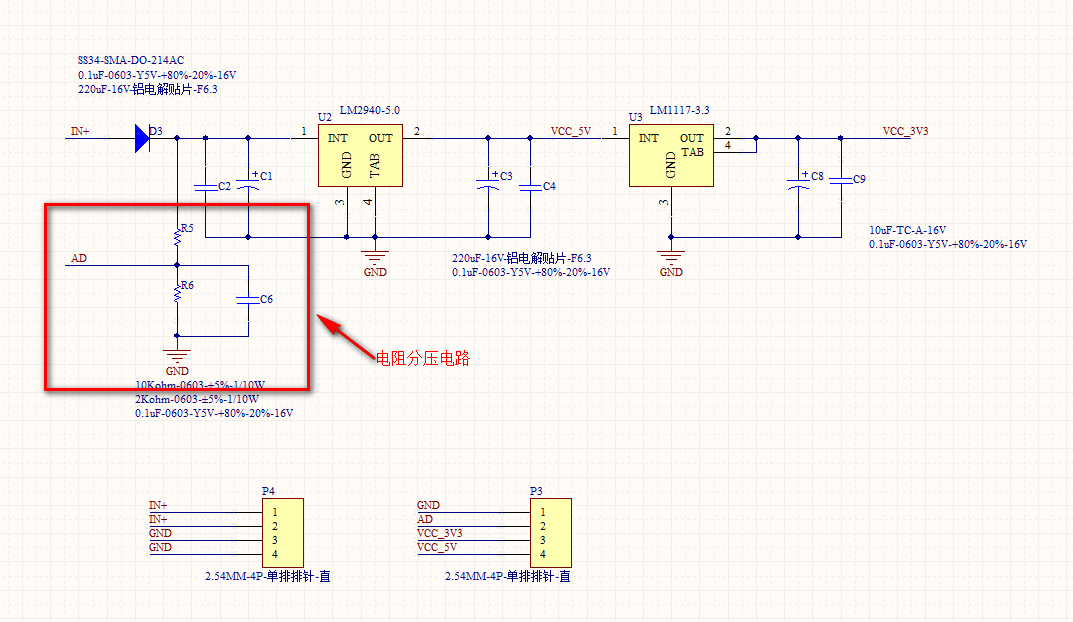 SS34-SMA-DO-214AC
0.1uF-0603-Y5V-+80%-20%-16V
220uF-16V-铝电解贴片-F6.3
IN+
D3
1
U2
LM2940-5.0
INT
OUT
GND
TAB
2
3
4
VCC_5V
1
U3
LM1117-3.3
INT
OUT
TAB
GND
2
4
3
VCC_3V3
C2
+
C1
+
C3
C4
+
C8
C9
R5
AD
R6
C6
GND
GND
GND
220uF-16V-铝电解贴片-F6.3
0.1uF-0603-Y5V-+80%-20%-16V
10uF-TC-A-16V
0.1uF-0603-Y5V-+80%-20%-16V
电阻分压电路
10Kohm-0603-±5%-1/10W
2Kohm-0603-±5%-1/10W
0.1uF-0603-Y5V-+80%-20%-16V
P4
IN+ 1
IN+ 2
GND 3
GND 4
2.54MM-4P-单排排针-直
P3
GND 1
AD 2
VCC_3V3 3
VCC_5V 4
2.54MM-4P-单排排针-直